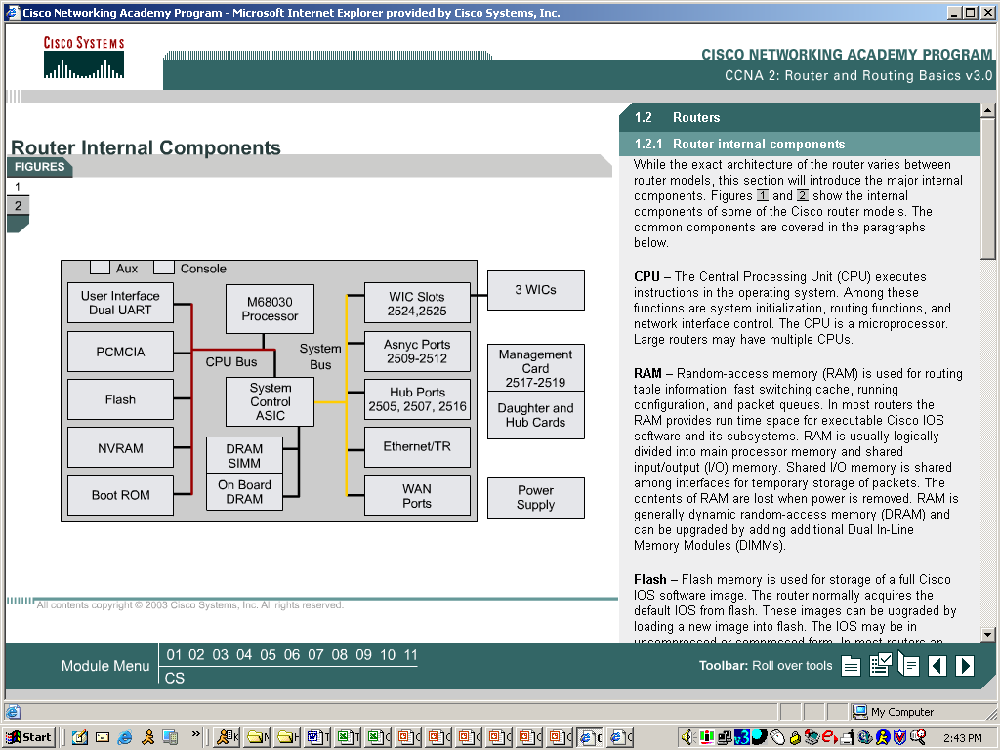 Cisco Networking Academy Program - Microsoft Internet Explorer provided by Cisco Systems, Inc.
CISCO SYSTEMS
CISCO NETWORKING ACADEMY PROGRAM
CCNA 2: Router and Routing Basics v3.0
Router Internal Components
FIGURES
1
2
Aux
Console
User Interface
Dual UART
PCMCIA
Flash
NVRAM
Boot ROM
M68030
Processor
CPU Bus
System
Bus
System
Control
ASIC
DRAM
SIMM
On Board
DRAM
WIC Slots
2524,2525
Asnyc Ports
2509-2512
Hub Ports
2505, 2507, 2516
Ethernet/TR
WAN
Ports
3 WICs
Management
Card
2517-2519
Daughter and
Hub Cards
Power
Supply
All contents copyright © 2003 Cisco Systems, Inc. All rights reserved.
1.2 Routers
1.2.1 Router internal components
While the exact architecture of the router varies between
router models, this section will introduce the major internal
components. Figures 1 and 2 show the internal
components of some of the Cisco router models. The
common components are covered in the paragraphs
below.
CPU – The Central Processing Unit (CPU) executes
instructions in the operating system. Among these
functions are system initialization, routing functions, and
network interface control. The CPU is a microprocessor.
Large routers may have multiple CPUs.
RAM – Random-access memory (RAM) is used for routing
table information, fast switching cache, running
configuration, and packet queues. In most routers the
RAM provides run time space for executable Cisco IOS
software and its subsystems. RAM is usually logically
divided into main processor memory and shared
input/output (I/O) memory. Shared I/O memory is shared
among interfaces for temporary storage of packets. The
contents of RAM are lost when power is removed. RAM is
generally dynamic random-access memory (DRAM) and
can be upgraded by adding additional Dual In-Line
Memory Modules (DIMMs).
Flash – Flash memory is used for storage of a full Cisco
IOS software image. The router normally acquires the
default IOS from flash. These images can be upgraded by
loading a new image into flash. The IOS may be in
uncompressed or compressed form. In most routers an
Module Menu
01 02 03 04 05 06 07 08 09 10 11
CS
Toolbar: Roll over tools
My Computer
Start
2:43 PM